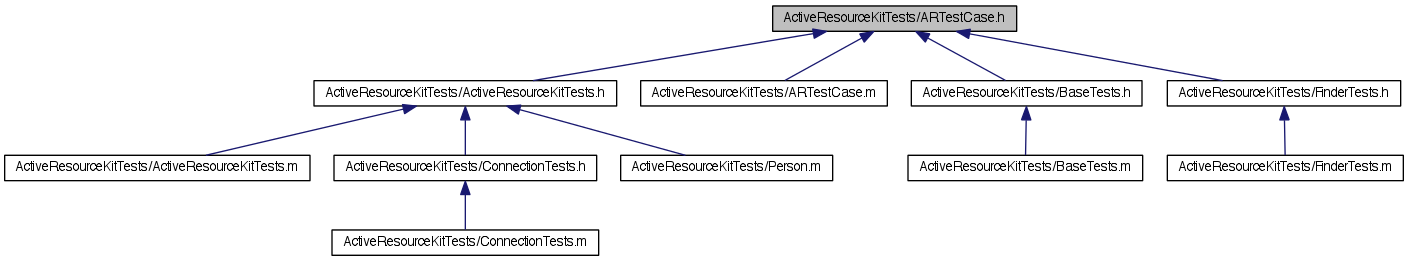 ActiveResourceKitTests/ARTestCase.h
ActiveResourceKitTests/ActiveResourceKitTests.h
ActiveResourceKitTests/ARTestCase.m
ActiveResourceKitTests/BaseTests.h
ActiveResourceKitTests/FinderTests.h
ActiveResourceKitTests/ActiveResourceKitTests.m
ActiveResourceKitTests/ConnectionTests.h
ActiveResourceKitTests/Person.m
ActiveResourceKitTests/BaseTests.m
ActiveResourceKitTests/FinderTests.m
ActiveResourceKitTests/ConnectionTests.m